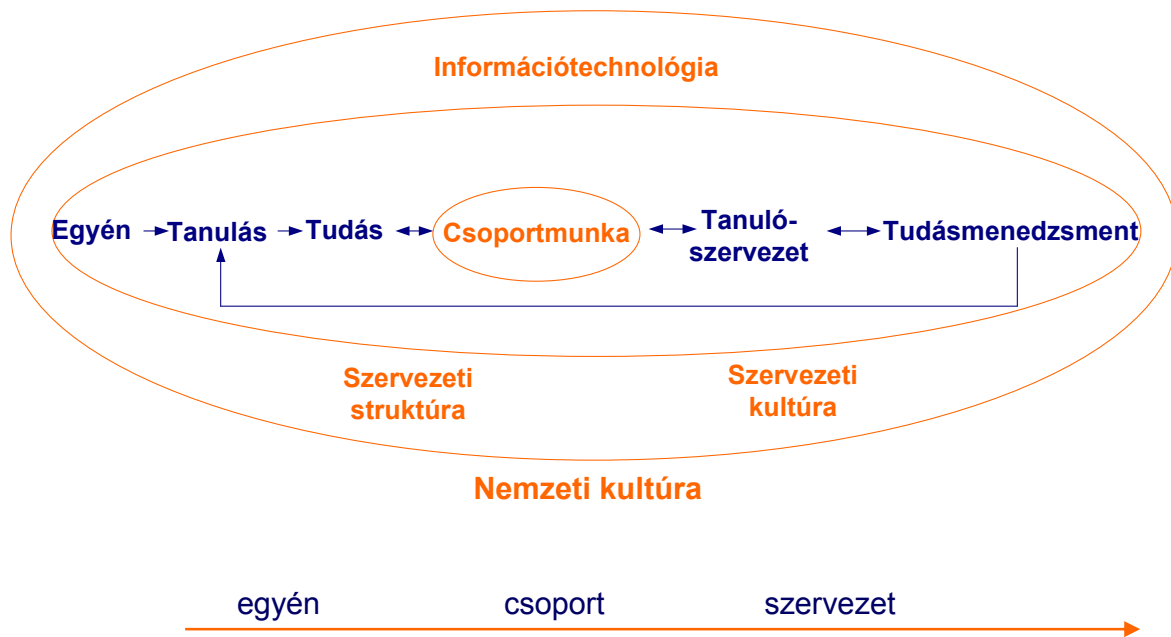 Információtechnológia
Egyén Tanulás Tudás Csoportmunka Tanuló-
szervezet Tudásmenedzsment
Szervezeti
struktúra
Szervezeti
kultúra
Nemzeti kultúra
egyén csoport szervezet